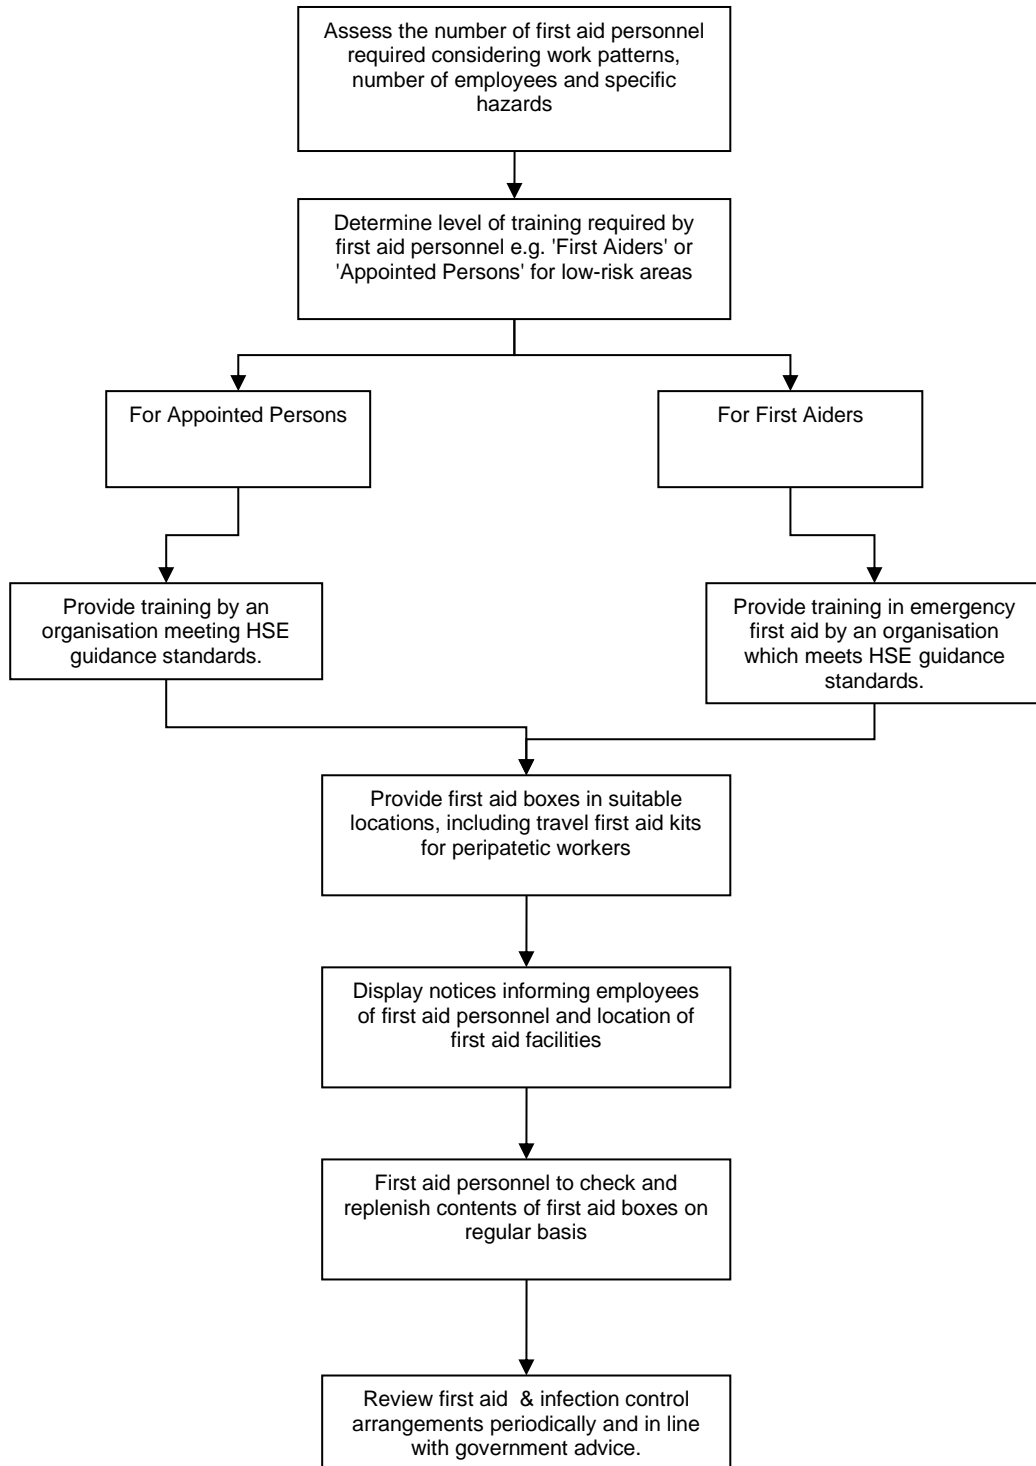 Assess the number of first aid personnel
required considering work patterns,
number of employees and specific
hazards
Determine level of training required by
first aid personnel e.g. 'First Aiders' or
'Appointed Persons' for low-risk areas
For Appointed Persons
For First Aiders
Provide training by an
organisation meeting HSE
guidance standards.
Provide training in emergency
first aid by an organisation
which meets HSE guidance
standards.
Provide first aid boxes in suitable
locations, including travel first aid kits
for peripatetic workers
Display notices informing employees
of first aid personnel and location of
first aid facilities
First aid personnel to check and
replenish contents of first aid boxes on
regular basis
Review first aid  & infection control
arrangements periodically and in line
with government advice.